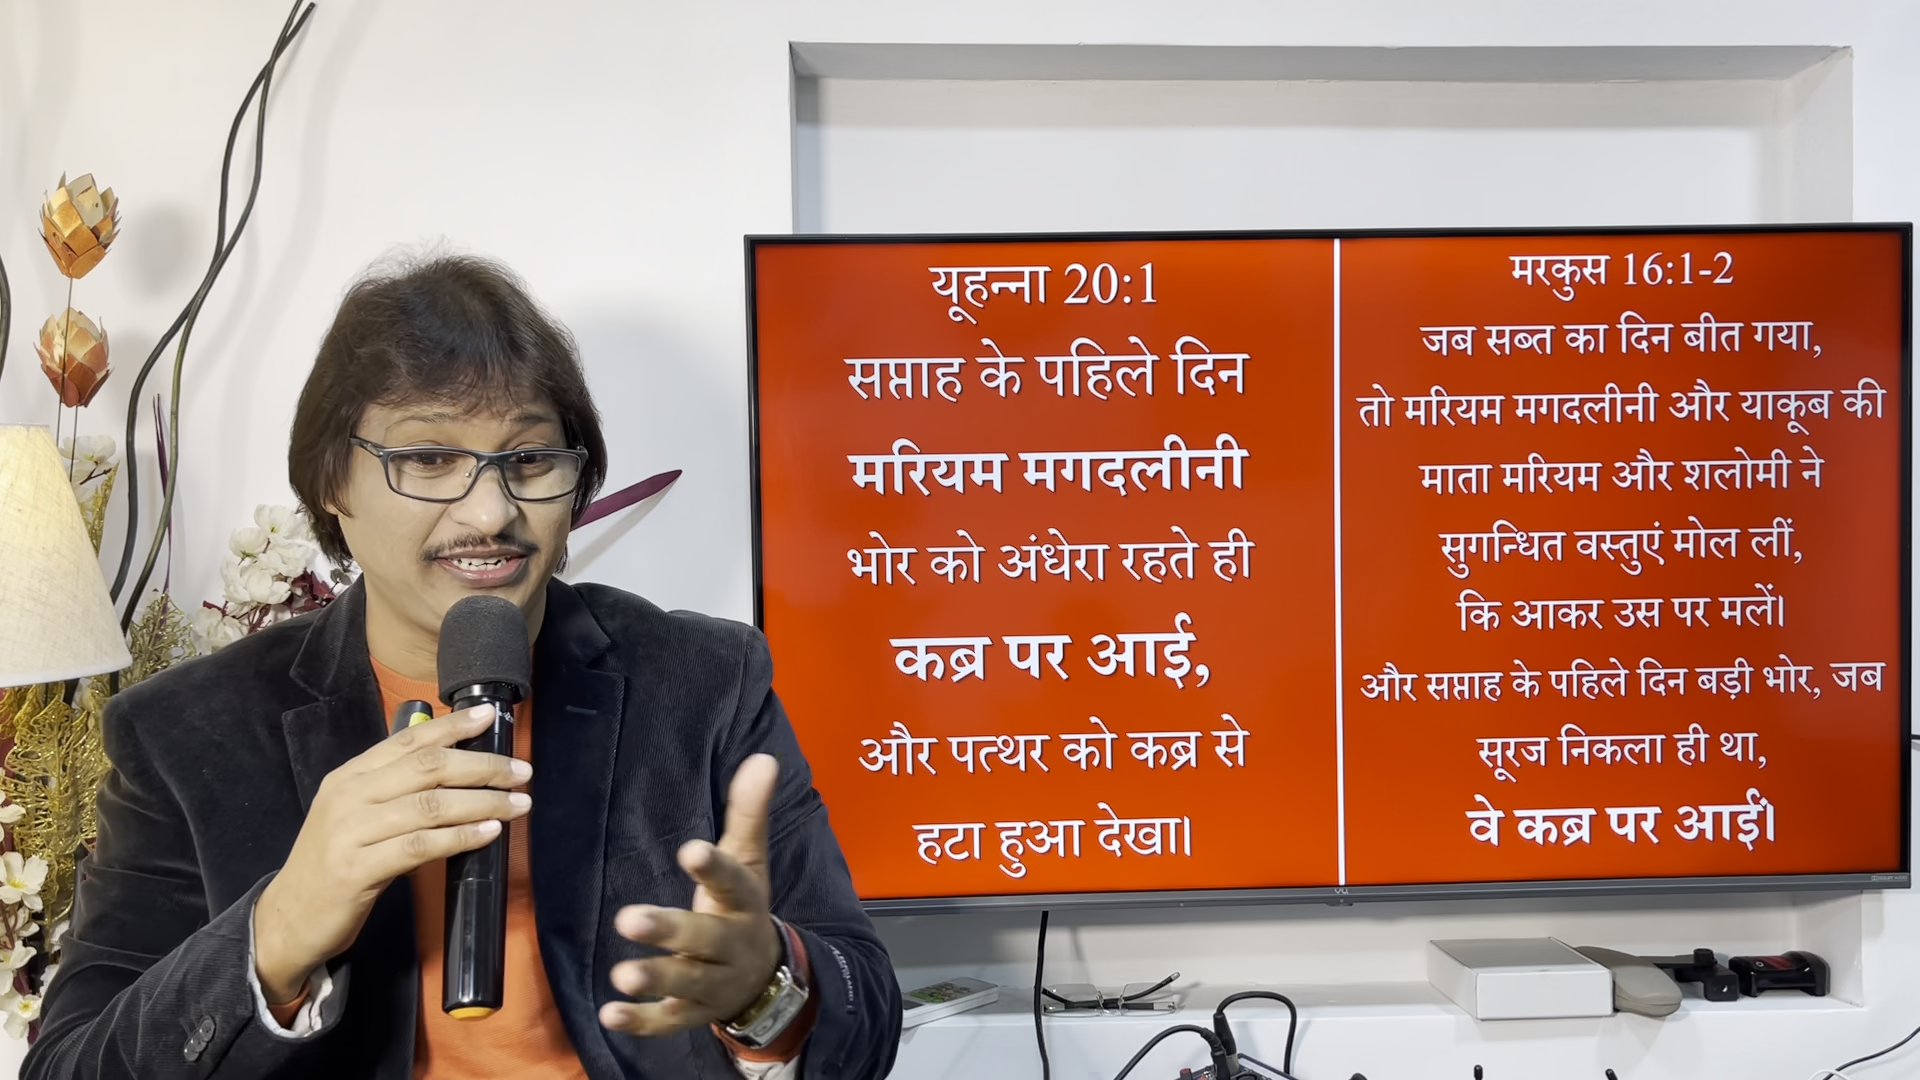 यूहन्ना 20:1
सप्ताह के पहिले दिन
मरियम मगदलीनी
भोर को अंधेरा रहते ही
कब्र पर आई,
और पत्थर को कब्र से
हटा हुआ देखा।
मरकुस 16:1-2
जब सब्त का दिन बीत गया,
तो मरियम मगदलीनी और याकूब की
माता मरियम और शलोमी ने
सुगन्धित वस्तुएं मोल लीं,
कि आकर उस पर मलें।
और सप्ताह के पहिले दिन बड़ी भोर, जब
सूरज निकला ही था,
वे कब्र पर आईं।